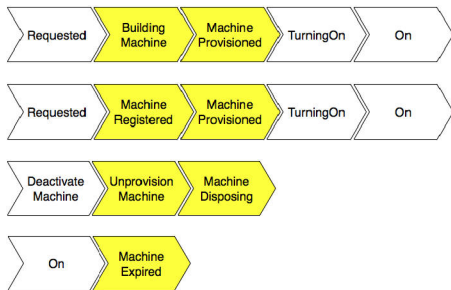 Requested
Building
Machine
Machine
Provisioned
TurningOn
On
Requested
Machine
Registered
Machine
Provisioned
TurningOn
On
Deactivate
Machine
Unprovision
Machine
Machine
Disposing
On
Machine
Expired